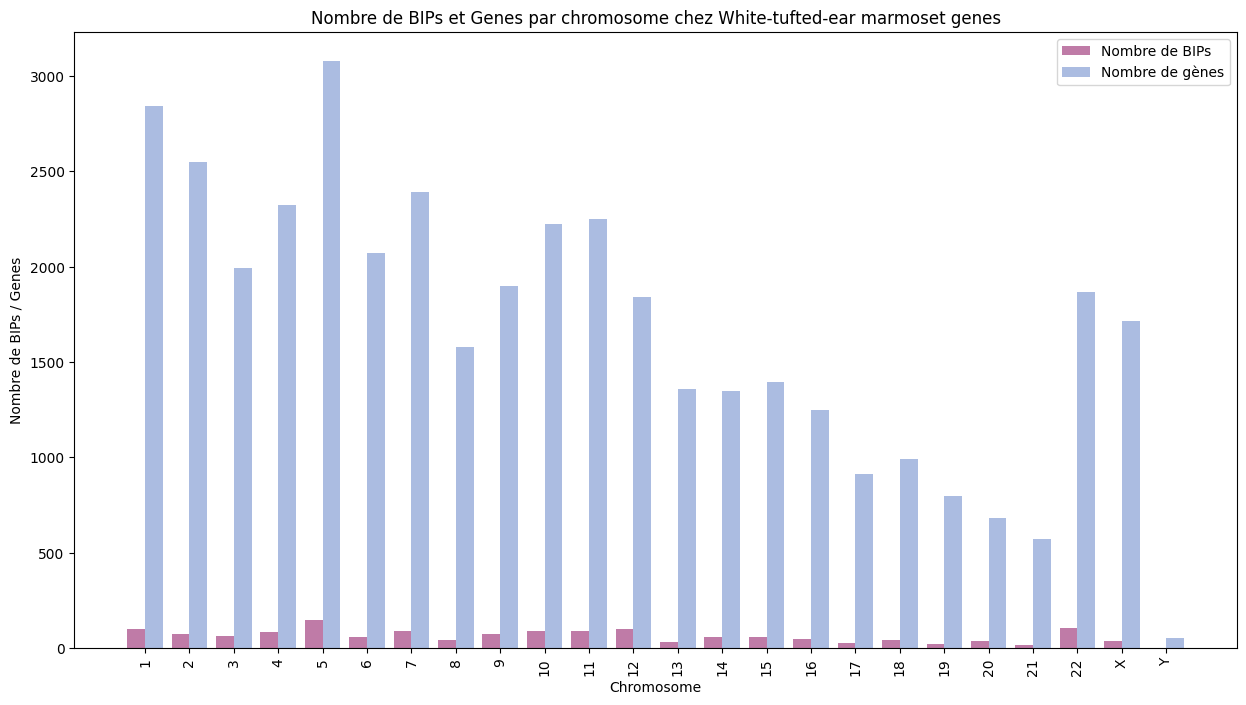 Nombre de BIPs et Genes par chromosome chez White-tufted-ear marmoset genes
Nombre de BIPs
Nombre de gènes
Nombre de BIPs / Genes
3000
2500
2000
1500
1000
500
0
1 2 3 4 5 6 7 8 9 10 11 12 13 14 15 16 17 18 19 20 21 22 X Y
Chromosome